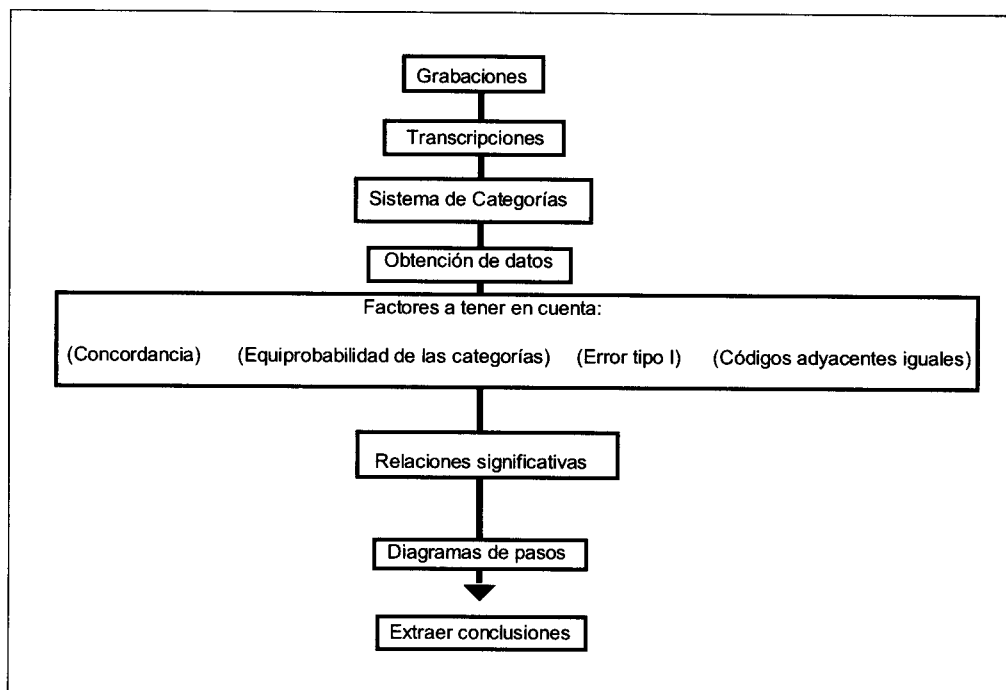 Grabaciones
Transcripciones
Sistema de Categorías
Obtención de datos
Factores a tener en cuenta:
(Concordancia) (Equiprobabilidad de las categorías) (Error tipo I) (Códigos adyacentes iguales)
Relaciones significativas
Diagramas de pasos
Extraer conclusiones